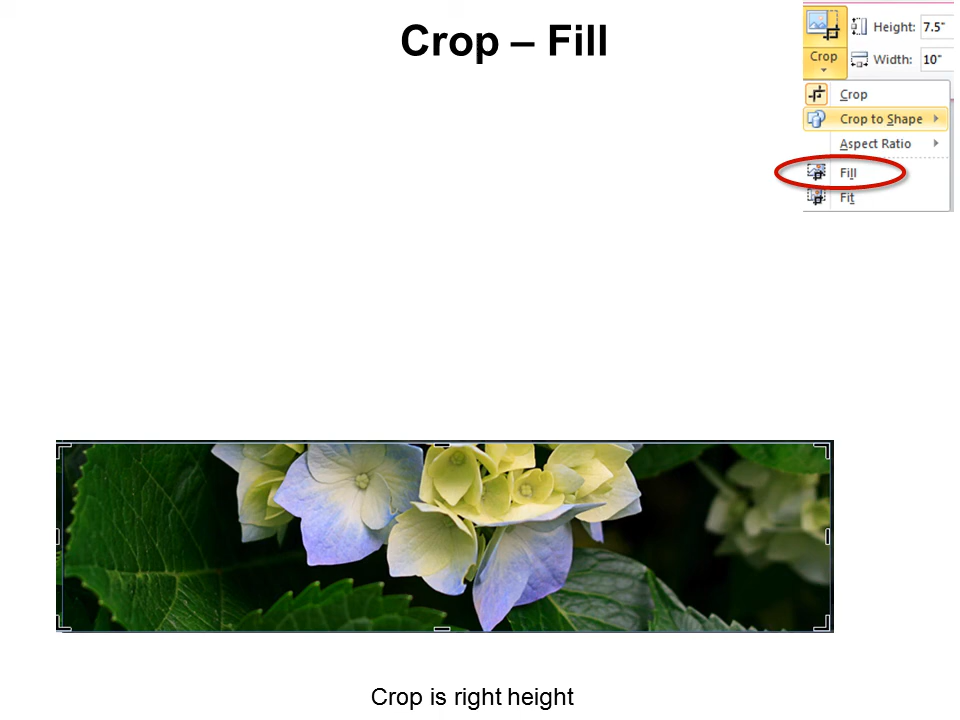 Crop – Fill
Height: 7.5"
Crop
Width: 10"
Crop
Crop to Shape
Aspect Ratio
Fill
Fit
Crop is right height